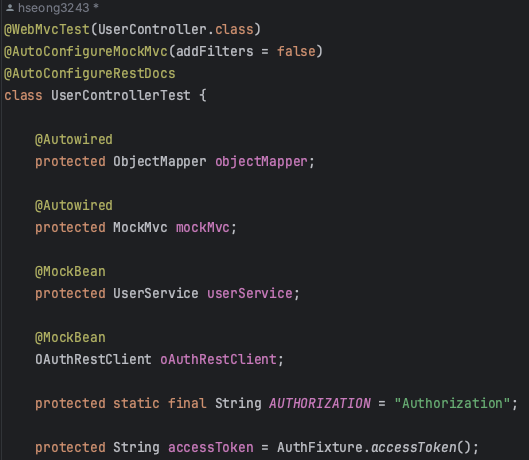 hseong3243 *
@WebMvcTest(UserController.class)
@AutoConfigureMockMvc(addFilters = false)
@AutoConfigureRestDocs
class UserControllerTest {
@Autowired
protected ObjectMapper objectMapper;
@Autowired
protected MockMvc mockMvc;
@MockBean
protected UserService userService;
@MockBean
OAuthRestClient oAuthRestClient;
protected static final String AUTHORIZATION = "Authorization";
protected String accessToken = AuthFixture.accessToken();